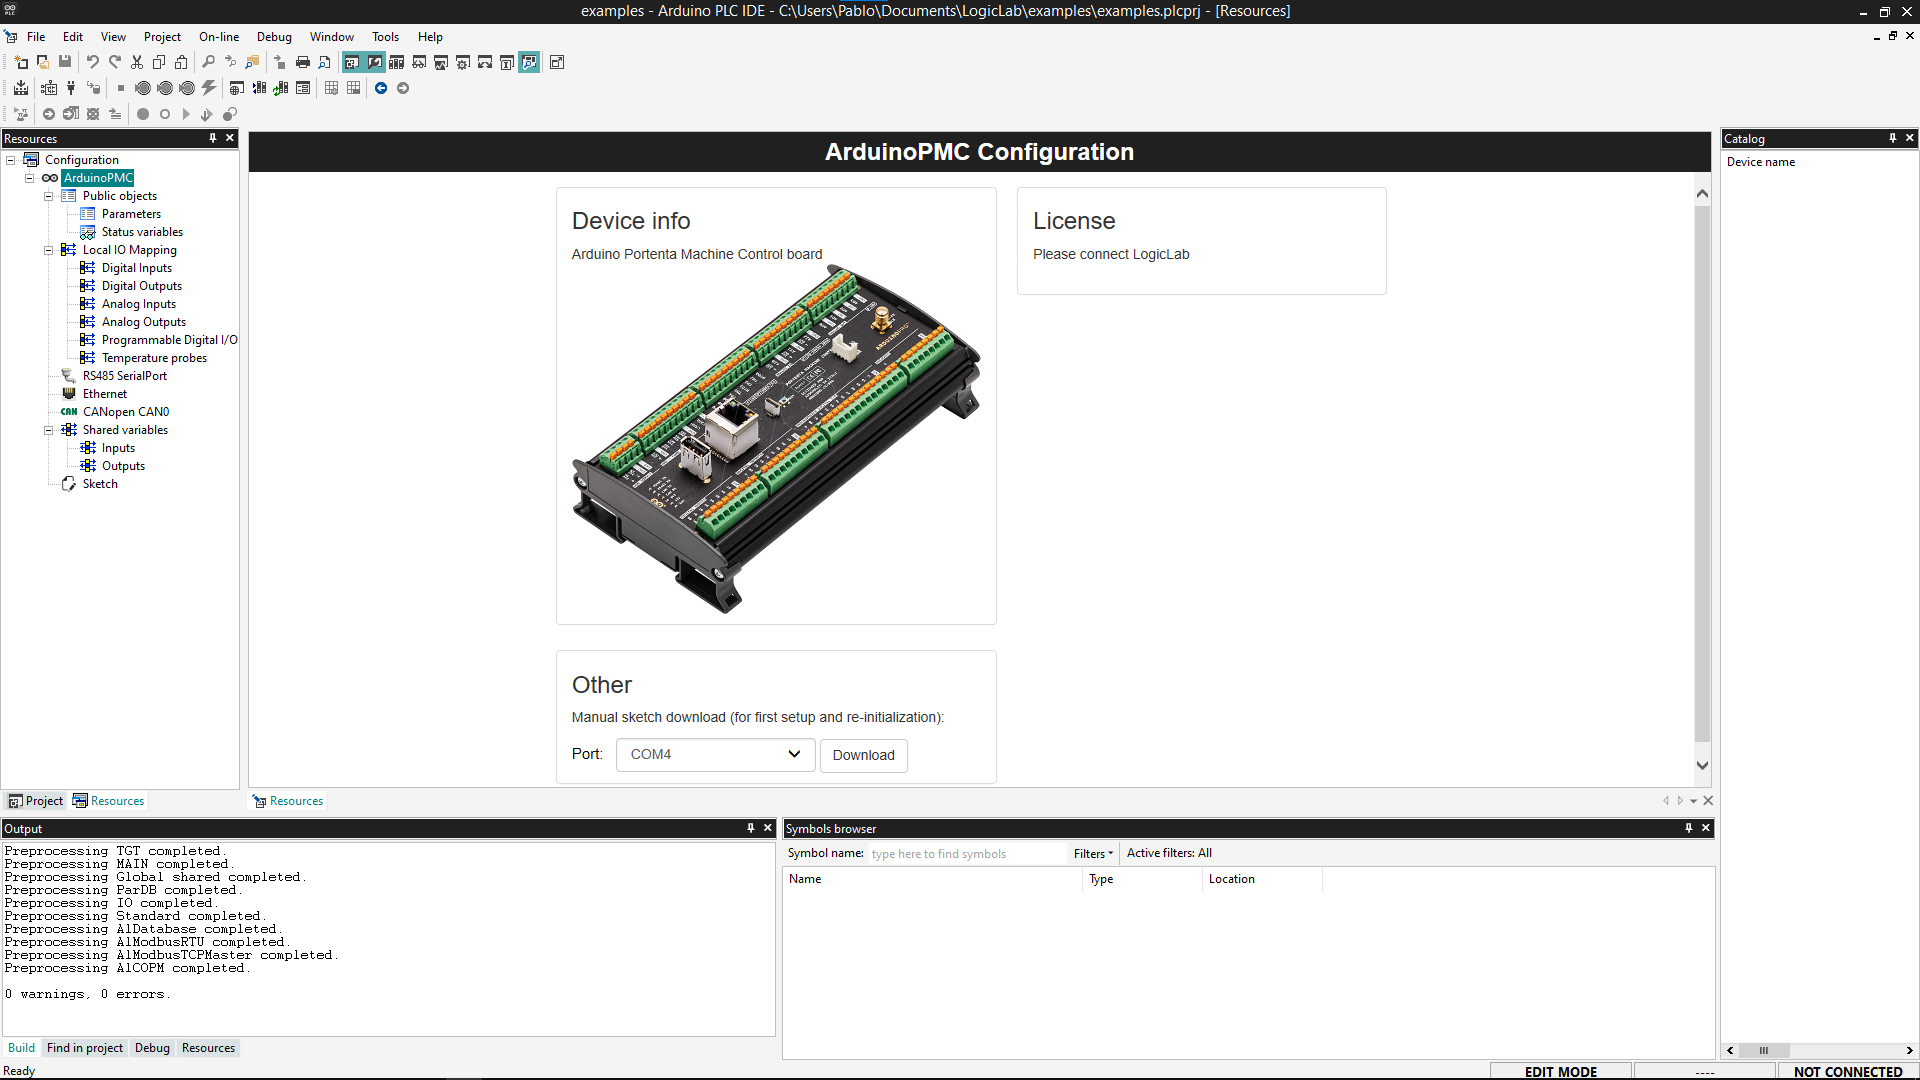 examples - Arduino PLC IDE - C:\Users\Pablo\Documents\LogicLab\examples\examples.plcprj - [Resources]
File Edit View Project On-line Debug Window Tools Help
Resources
Configuration
ArduinoPMC
Public objects
Parameters
Status variables
Local IO Mapping
Digital Inputs
Digital Outputs
Analog Inputs
Analog Outputs
Programmable Digital I/O
Temperature probes
RS485 SerialPort
Ethernet
CAN CANopen CAN0
Shared variables
Inputs
Outputs
Sketch
Project Resources
ArduinoPMC Configuration
Device info
Arduino Portenta Machine Control board
License
Please connect LogicLab
Other
Manual sketch download (for first setup and re-initialization):
Port: COM4 Download
Resources
Catalog
Device name
Output
Preprocessing TGT completed.
Preprocessing MAIN completed.
Preprocessing Global shared completed.
Preprocessing ParDB completed.
Preprocessing IO completed.
Preprocessing Standard completed.
Preprocessing AlDatabase completed.
Preprocessing AlModbusRTU completed.
Preprocessing AlModbusTCPMaster completed.
Preprocessing AlCOPM completed.
0 warnings, 0 errors.
Build Find in project Debug Resources
Symbols browser
Symbol name: type here to find symbols Filters Active filters: All
Name Type Location
Ready
EDIT MODE ---- NOT CONNECTED